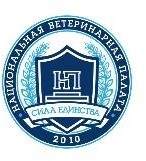 • НАЦИОНАЛЬНАЯ ВЕТЕРИНАРНАЯ ПАЛАТА •
НП
СИЛА ЕДИНСТВА
2010